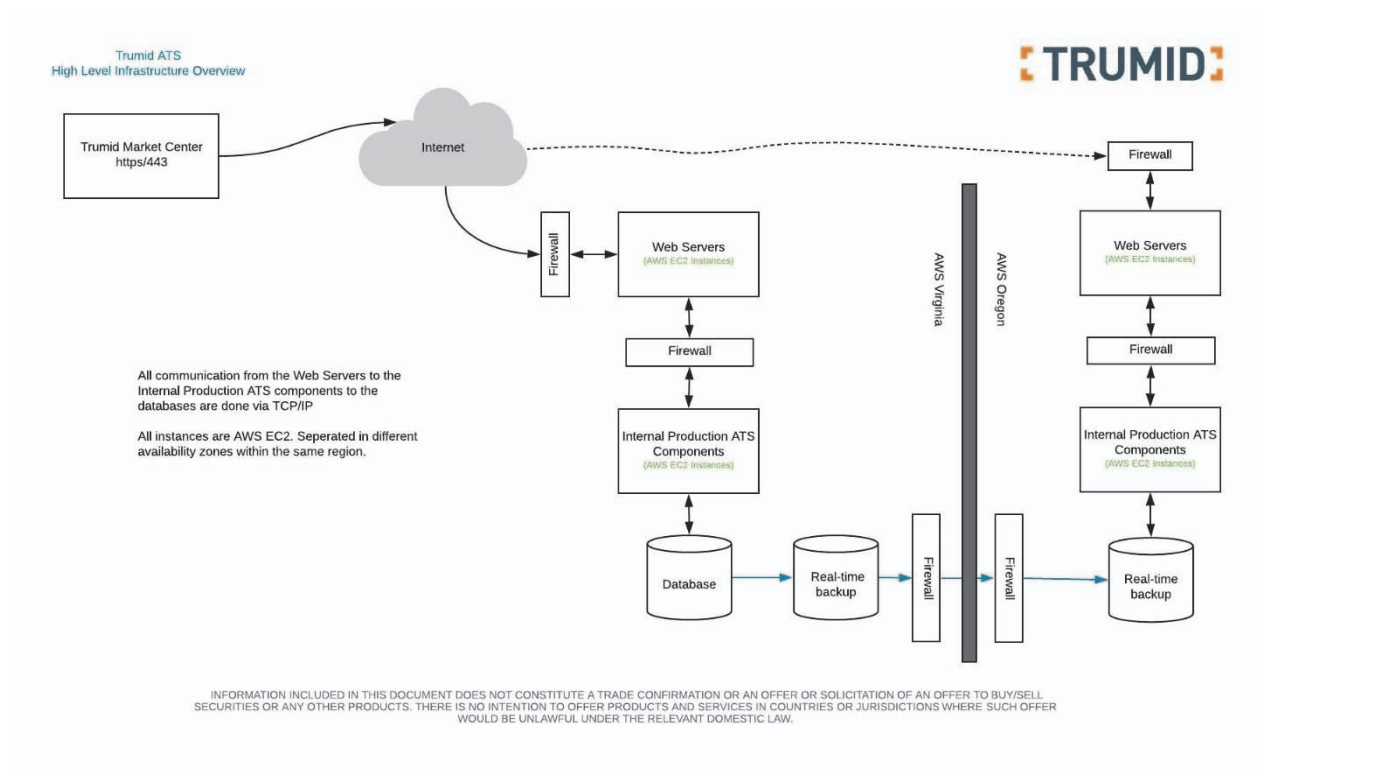 Trumid ATS
High Level Infrastructure Overview
TRUMID
Trumid Market Center
https/443
Internet
Firewall
Firewall
Web Servers
(AWS EC2 Instances)
Web Servers
(AWS EC2 Instances)
AWS Virginia
AWS Oregon
Firewall
Firewall
All communication from the Web Servers to the
Internal Production ATS components to the
databases are done via TCP/IP
All instances are AWS EC2. Seperated in different
availability zones within the same region.
Internal Production ATS
Components
(AWS EC2 Instances)
Internal Production ATS
Components
(AWS EC2 Instances)
Database
Real-time
backup
Firewall
Firewall
Real-time
backup
INFORMATION INCLUDED IN THIS DOCUMENT DOES NOT CONSTITUTE A TRADE CONFIRMATION OR AN OFFER OR SOLICITATION OF AN OFFER TO BUY/SELL
SECURITIES OR ANY OTHER PRODUCTS. THERE IS NO INTENTION TO OFFER PRODUCTS AND SERVICES IN COUNTRIES OR JURISDICTIONS WHERE SUCH OFFER
WOULD BE UNLAWFUL UNDER THE RELEVANT DOMESTIC LAW.